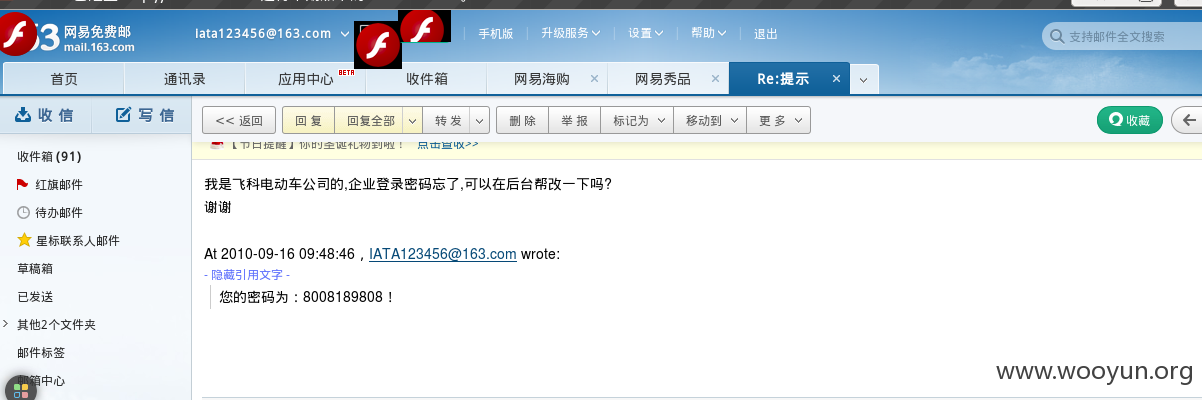 63 网易免费邮
mail.163.com
iata123456@163.com
手机版 升级服务 设置 帮助 退出
支持邮件全文搜索
首页 通讯录 应用中心 BETA 收件箱 网易海购 网易秀品 Re:提示
收 信 写 信
<< 返回 回 复 回复全部 转 发 删 除 举 报 标记为 移动到 更 多 收藏
【节日提醒】你的圣诞礼物到啦！ 点击查收>>
收件箱 (91)
红旗邮件
待办邮件
星标联系人邮件
草稿箱
已发送
其他2个文件夹
邮件标签
邮箱中心
我是飞科电动车公司的,企业登录密码忘了,可以在后台帮改一下吗?
谢谢
At 2010-09-16 09:48:46，IATA123456@163.com wrote:
- 隐藏引用文字 -
您的密码为：8008189808！
www.wooyun.org